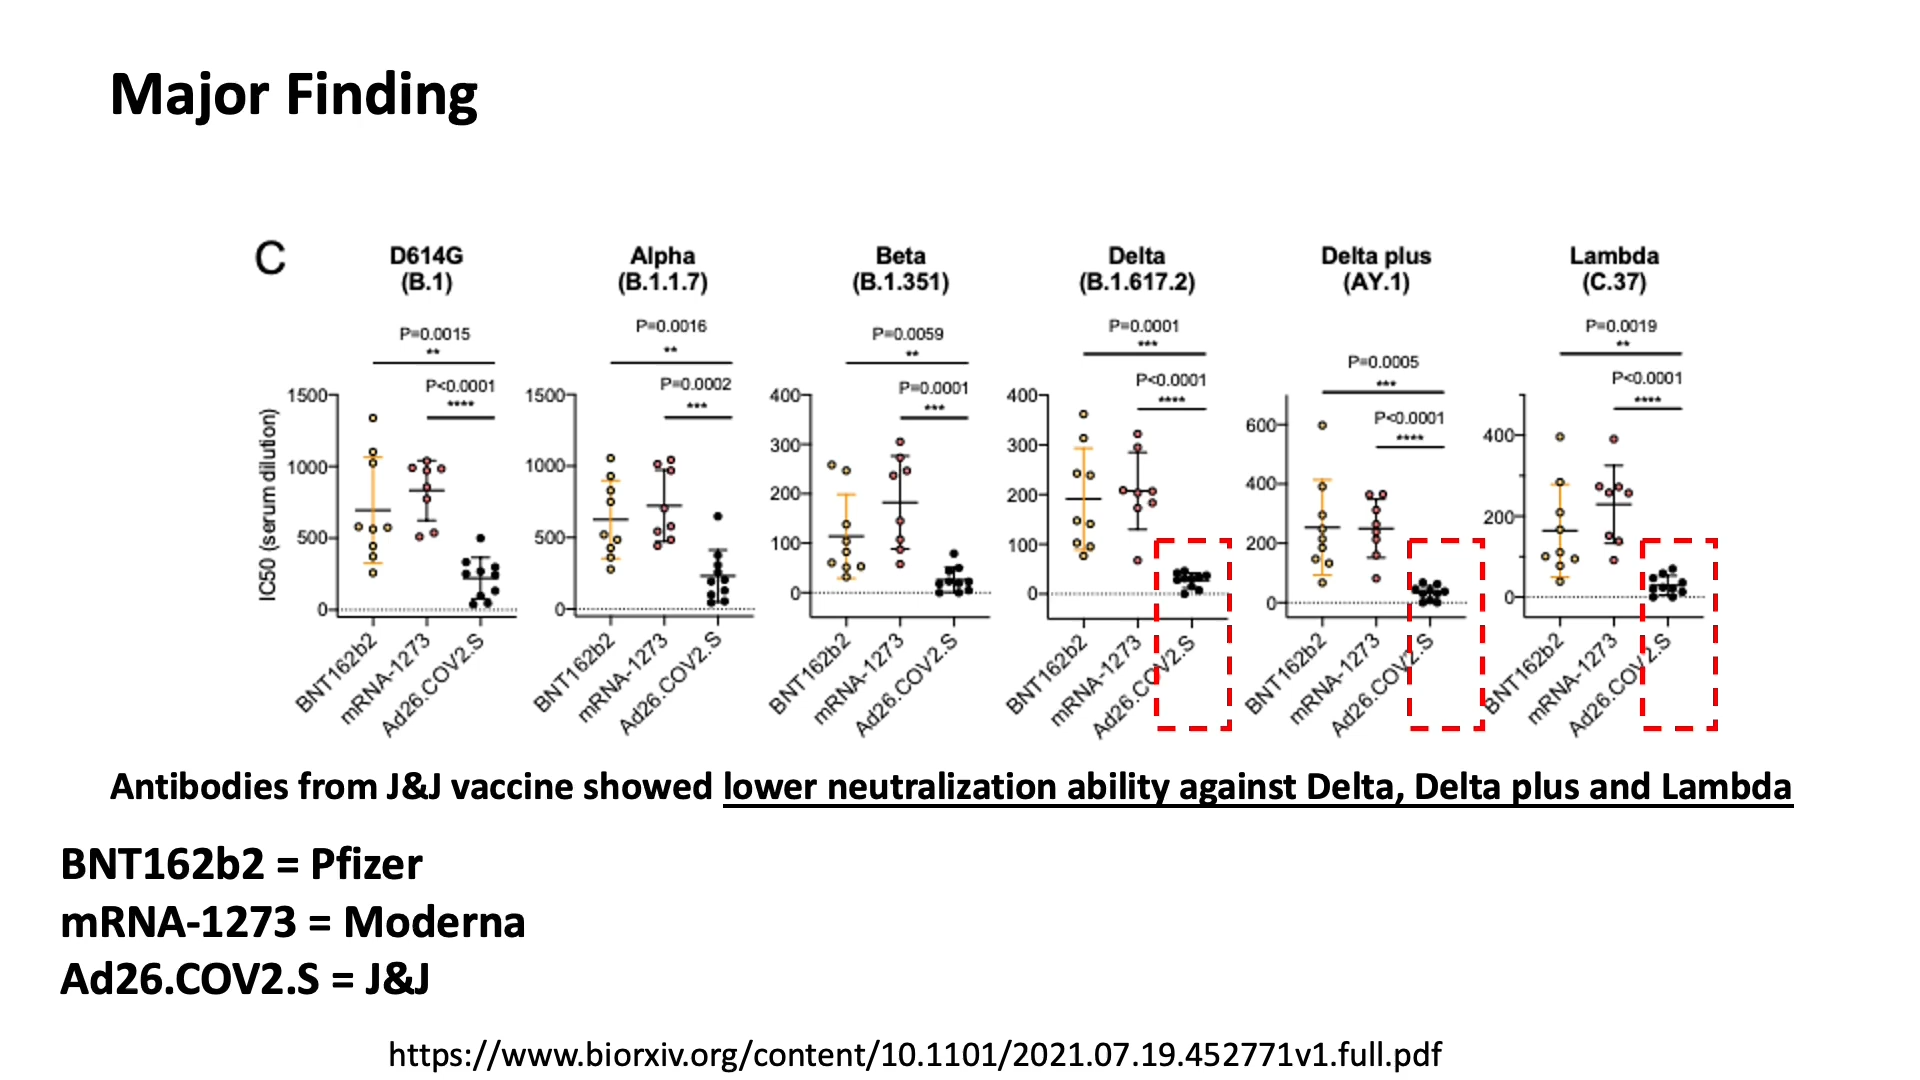 Major Finding
C
D614G
(B.1)
Alpha
(B.1.1.7)
Beta
(B.1.351)
Delta
(B.1.617.2)
Delta plus
(AY.1)
Lambda
(C.37)
P=0.0015
**
P<0.0001
****
P=0.0016
**
P=0.0002
***
P=0.0059
**
P=0.0001
***
P=0.0001
***
P<0.0001
****
P=0.0005
***
P<0.0001
****
P=0.0019
**
P<0.0001
****
IC50 (serum dilution)
1500
1000
500
0
BNT162b2
mRNA-1273
Ad26.COV2.S
1500
1000
500
0
BNT162b2
mRNA-1273
Ad26.COV2.S
400
300
200
100
0
BNT162b2
mRNA-1273
Ad26.COV2.S
400
300
200
100
0
BNT162b2
mRNA-1273
Ad26.COV2.S
600
400
200
0
BNT162b2
mRNA-1273
Ad26.COV2.S
400
200
0
BNT162b2
mRNA-1273
Ad26.COV2.S
Antibodies from J&J vaccine showed lower neutralization ability against Delta, Delta plus and Lambda
BNT162b2 = Pfizer
mRNA-1273 = Moderna
Ad26.COV2.S = J&J
https://www.biorxiv.org/content/10.1101/2021.07.19.452771v1.full.pdf